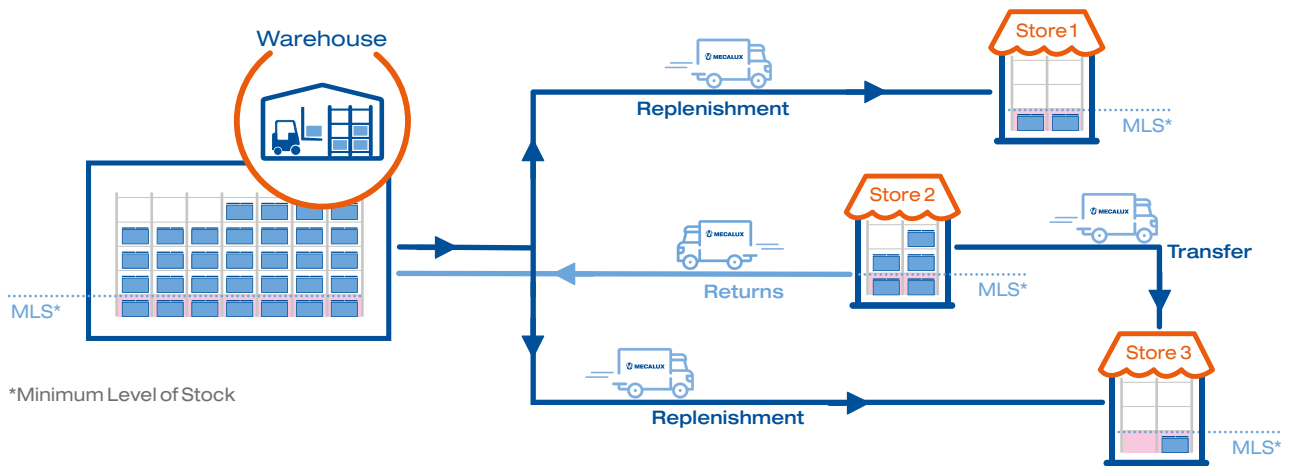 Warehouse
MECALUX
Replenishment
Store 1
MLS*
Store 2
MECALUX
Transfer
MECALUX
Returns
MLS*
MLS*
Store 3
MECALUX
Replenishment
MLS*
*Minimum Level of Stock